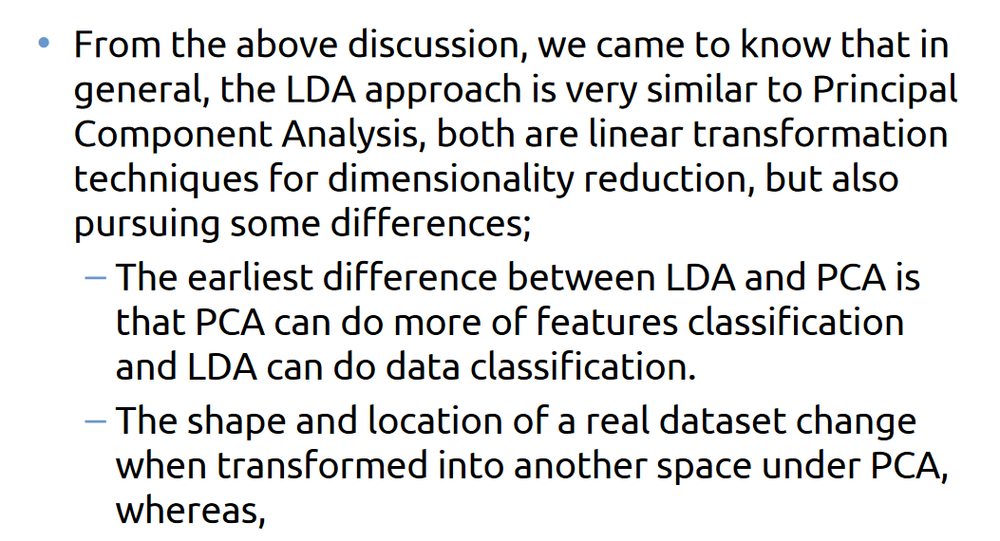 • From the above discussion, we came to know that in
general, the LDA approach is very similar to Principal
Component Analysis, both are linear transformation
techniques for dimensionality reduction, but also
pursuing some differences;
– The earliest difference between LDA and PCA is
that PCA can do more of features classification
and LDA can do data classification.
– The shape and location of a real dataset change
when transformed into another space under PCA,
whereas,